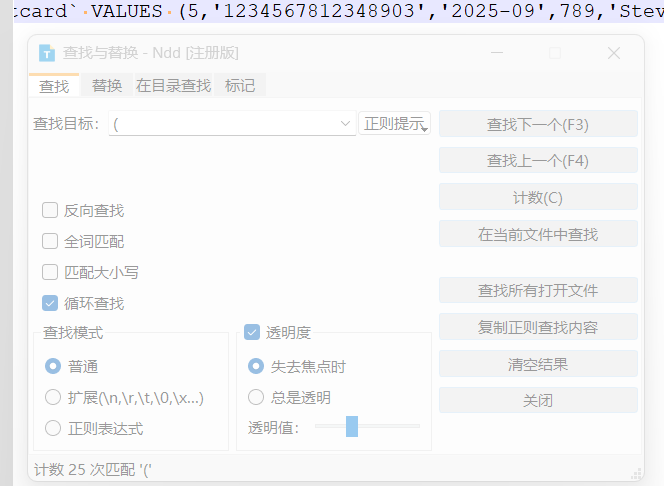 tcard` VALUES (5,'1234567812348903','2025-09',789,'Stev
查找与替换 - Ndd [注册版]
查找 替换 在目录查找 标记
查找目标: ( 正则提示 查找下一个(F3)
查找上一个(F4)
计数(C)
反向查找
在当前文件中查找
全词匹配
匹配大小写
查找所有打开文件
循环查找
复制正则查找内容
查找模式 透明度
清空结果
普通 失去焦点时
扩展(\n,\r,\t,\0,\x...) 总是透明 关闭
正则表达式 透明值:
计数 25 次匹配 '('